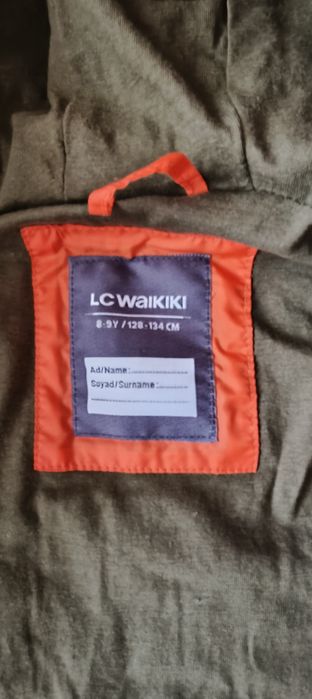 LC WAIKIKI
8-9Y / 128-134 CM
Ad/Name:
Soyad/Surname: